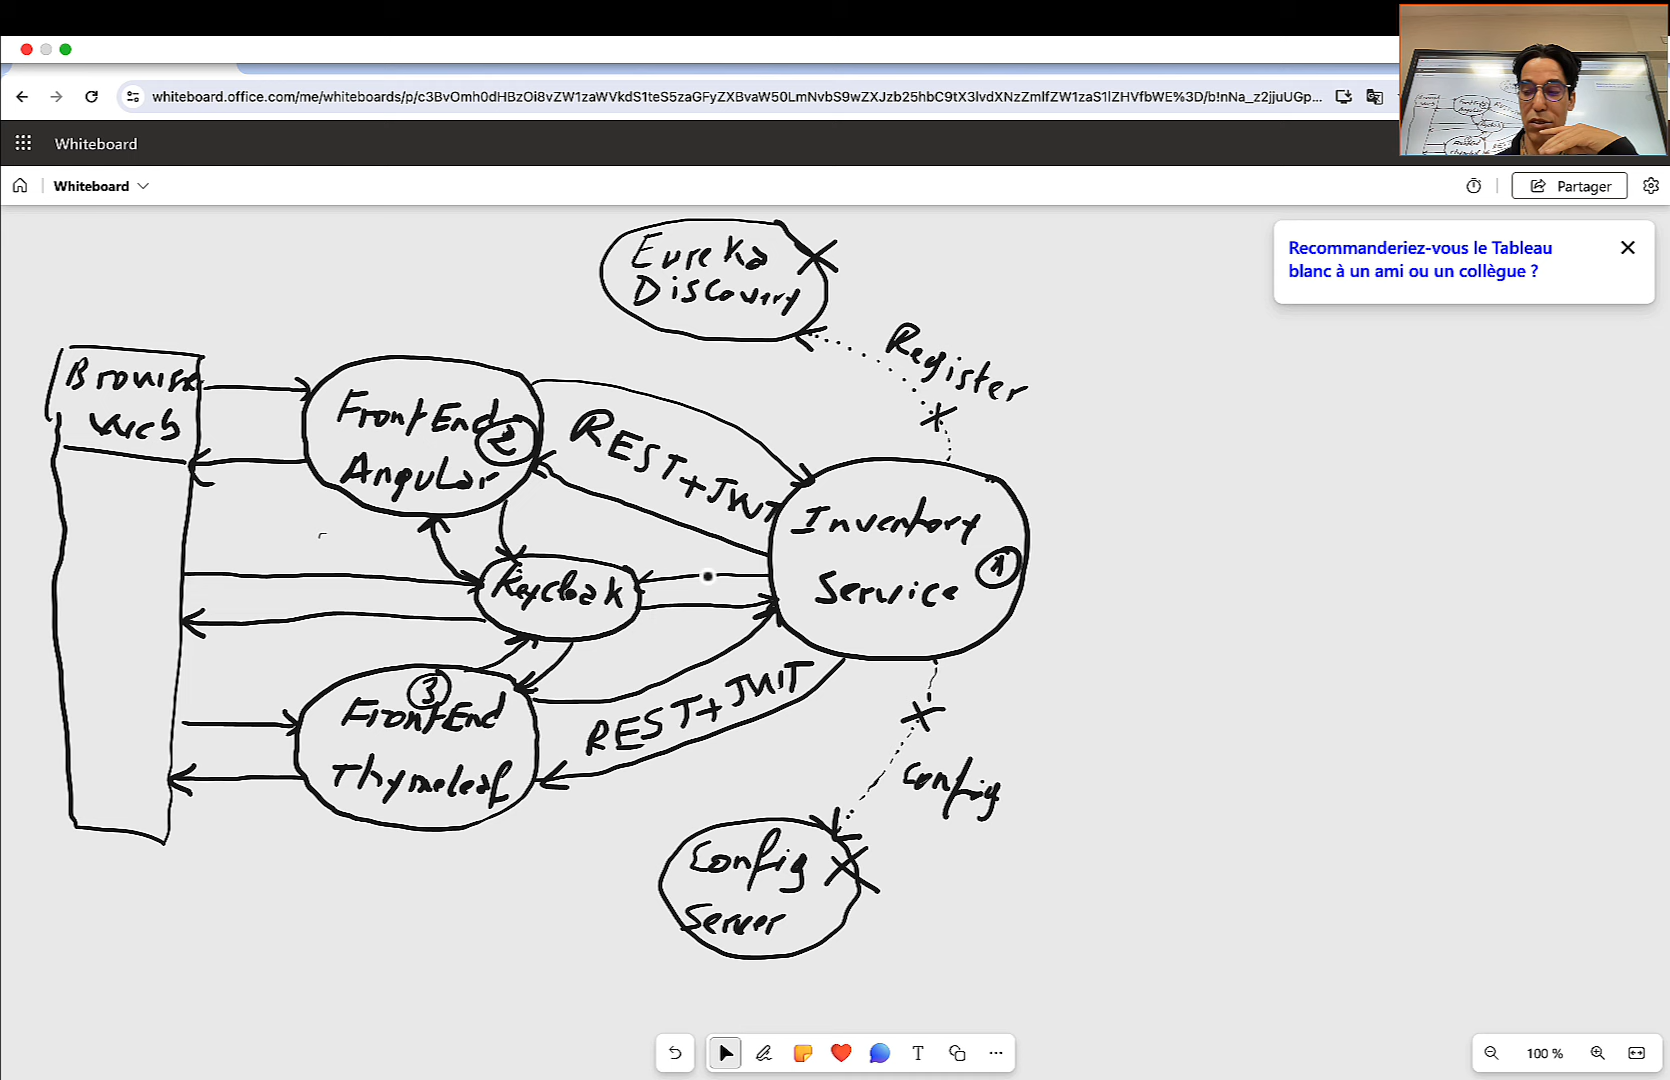 whiteboard.office.com/me/whiteboards/p/c3BvOmh0dHBzOi8vZW1zaWVkdS1teS5zaGFyZXBvaW50LmNvbS9wZXJzb25hbC9tX3lvdXNzZmlfZW1zaS1lZHVfbWE%3D/b!nNa_z2jjuUGp...
Whiteboard
Whiteboard
Partager
Recommanderiez-vous le Tableau
blanc à un ami ou un collègue ?
Eureka
Discovery
Register
Browser
Web
FrontEnd
2
Angular
REST+JWT
Inventory
Service
1
Keycloak
3
FrontEnd
Thymeleaf
REST+JWT
Config
Config
Server
T
100 %